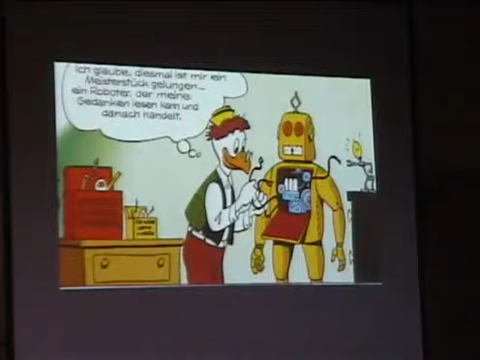 Ich glaube, diesmal ist mir ein
Meisterstück gelungen...
ein Roboter, der meine
Gedanken lesen kann und
danach handelt.